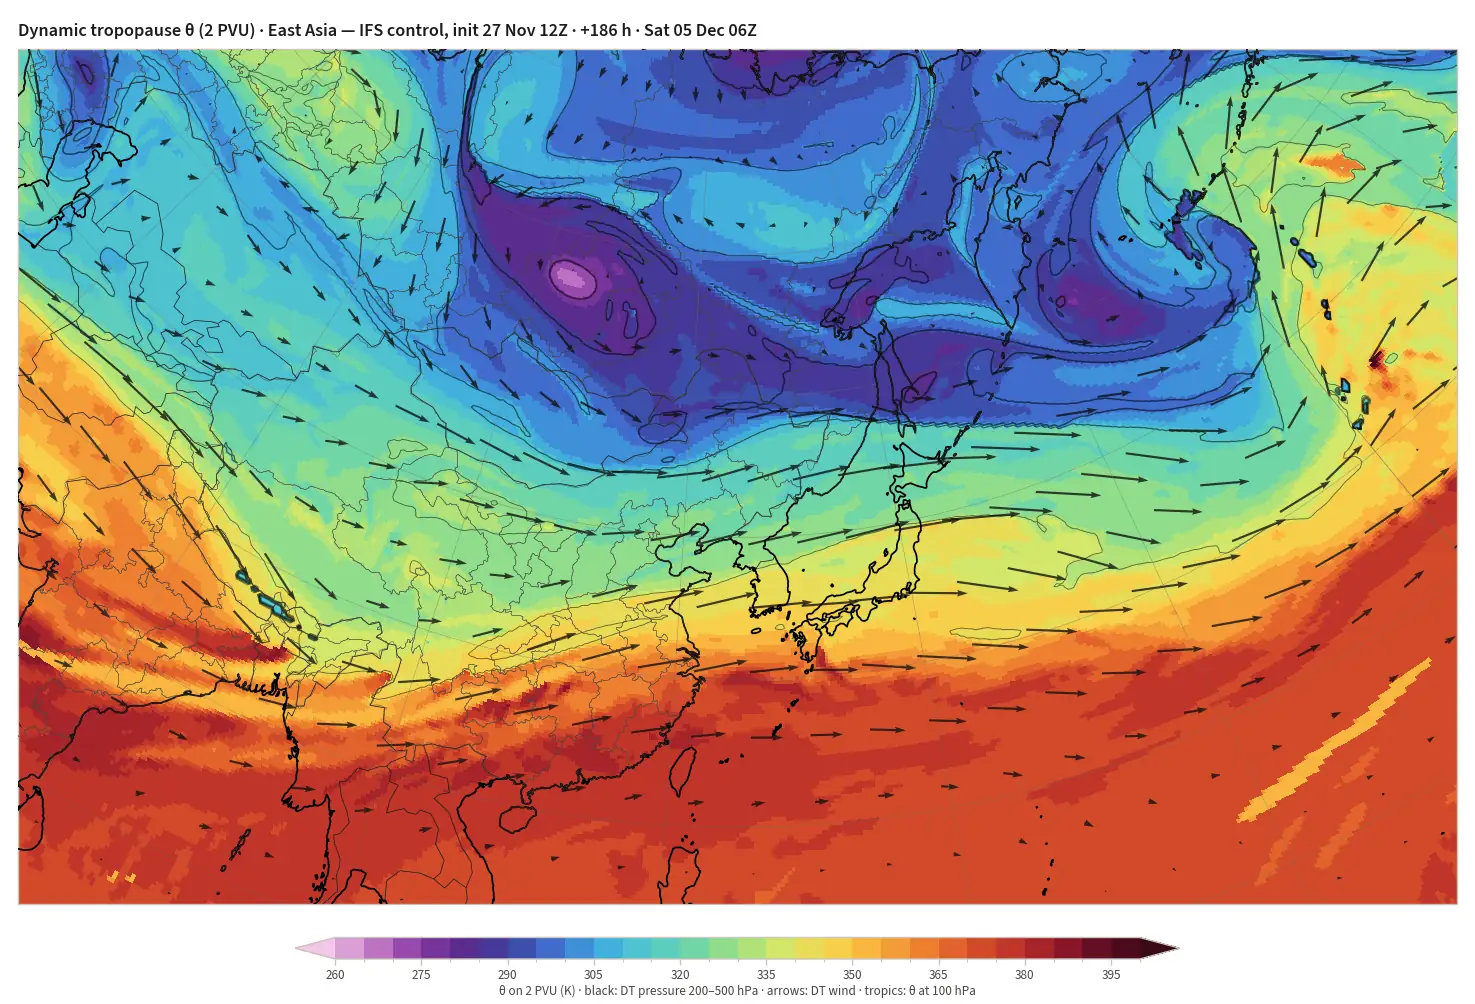 Dynamic tropopause θ (2 PVU) · East Asia — IFS control, init 27 Nov 12Z · +186 h · Sat 05 Dec 06Z
260 275 290 305 320 335 350 365 380 395
θ on 2 PVU (K) · black: DT pressure 200–500 hPa · arrows: DT wind · tropics: θ at 100 hPa